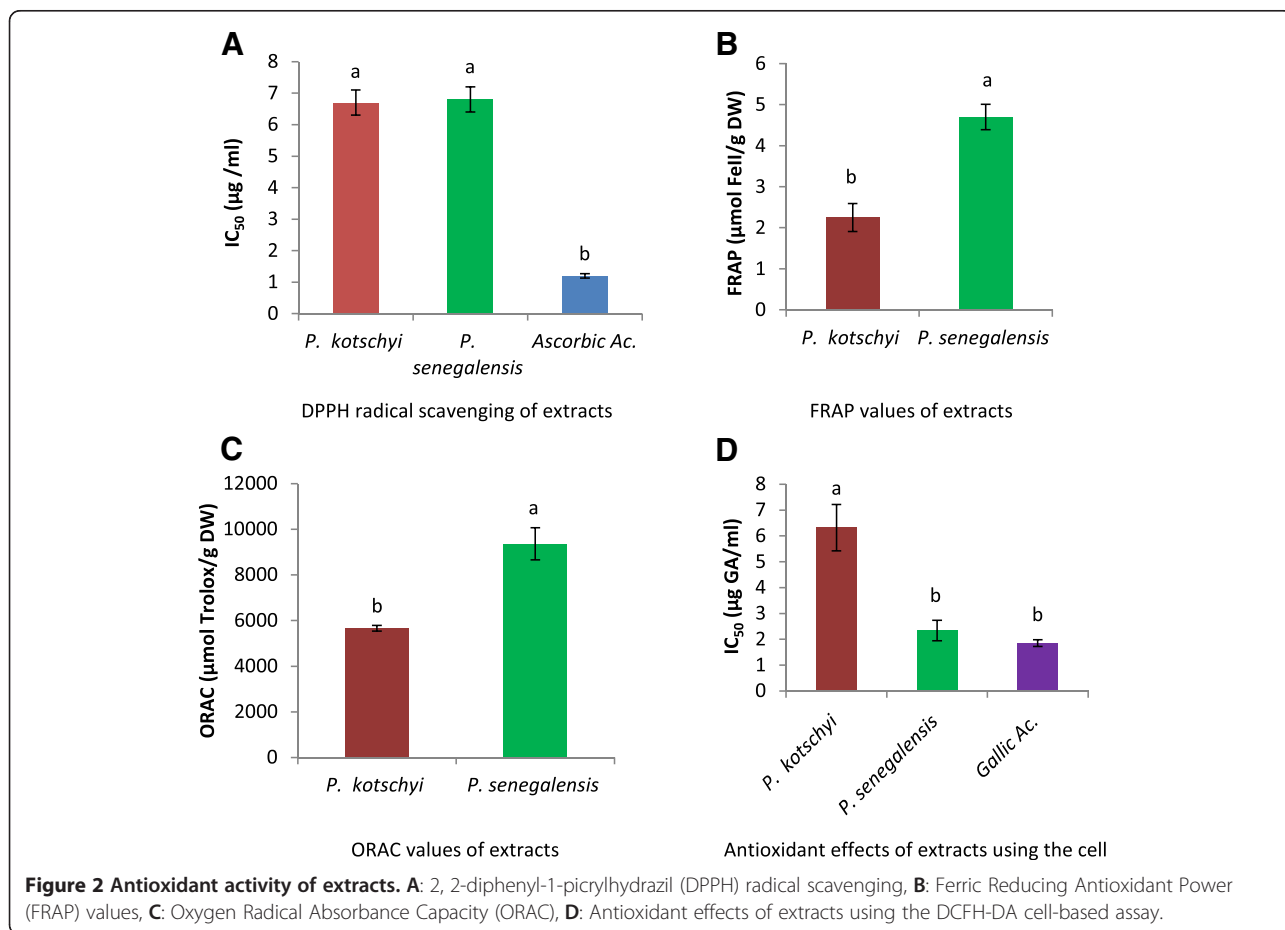 A
IC50 (µg /ml)
8
7
6
5
4
3
2
1
0
a
a
b
P. kotschyi
P. senegalensis
Ascorbic Ac.
DPPH radical scavenging of extracts
B
FRAP (µmol FeII/g DW)
6
5
4
3
2
1
0
b
a
P. kotschyi
P. senegalensis
FRAP values of extracts
C
ORAC (µmol Trolox/g DW)
12000
10000
8000
6000
4000
2000
0
b
a
P. kotschyi
P. senegalensis
ORAC values of extracts
D
IC50 (µg GA/ml)
8
7
6
5
4
3
2
1
0
a
b
b
P. kotschyi
P. senegalensis
Gallic Ac.
Antioxidant effects of extracts using the cell
Figure 2 Antioxidant activity of extracts. A: 2, 2-diphenyl-1-picrylhydrazil (DPPH) radical scavenging, B: Ferric Reducing Antioxidant Power
(FRAP) values, C: Oxygen Radical Absorbance Capacity (ORAC), D: Antioxidant effects of extracts using the DCFH-DA cell-based assay.